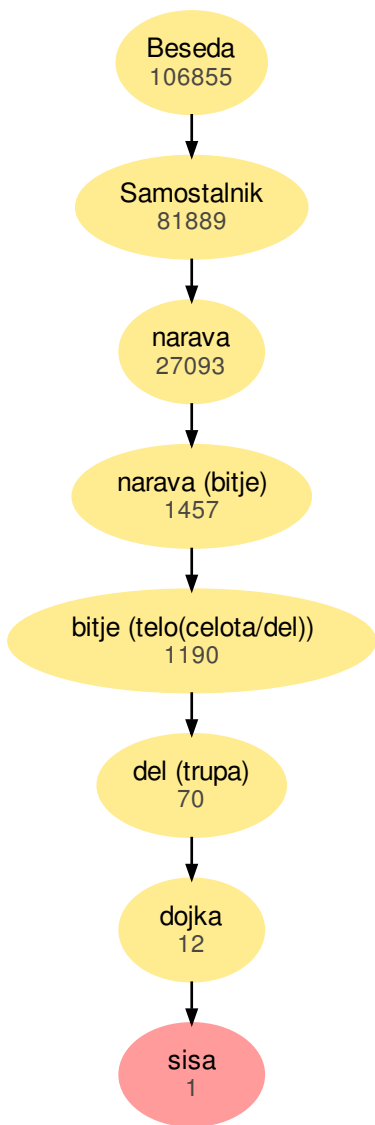 Beseda
106855
Samostalnik
81889
narava
27093
narava (bitje)
1457
bitje (telo(celota/del))
1190
del (trupa)
70
dojka
12
sisa
1